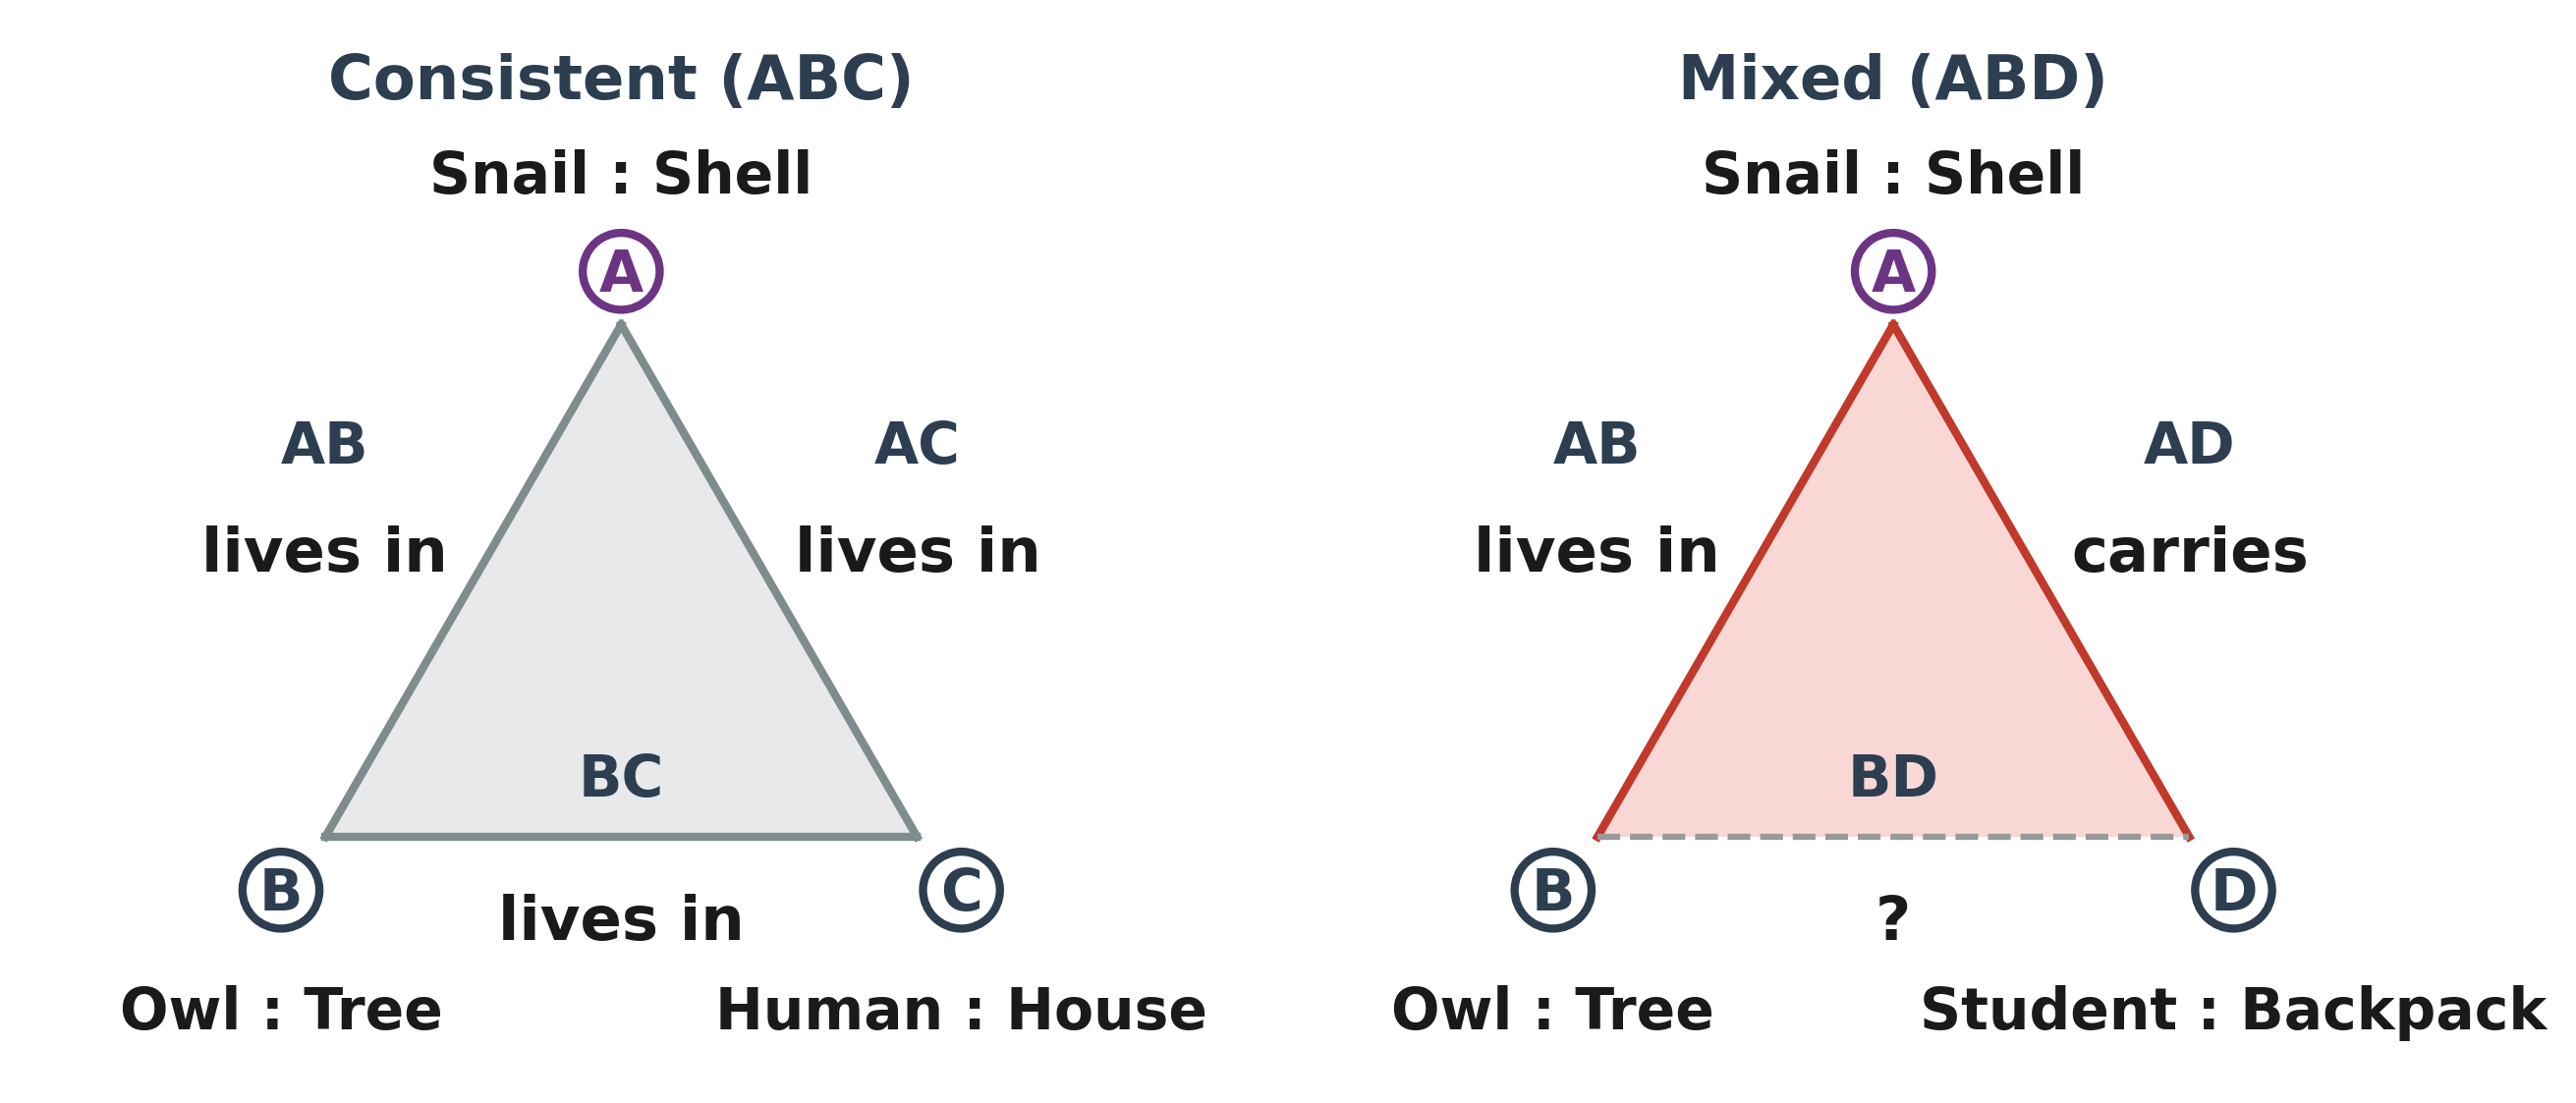 Consistent (ABC)
Snail : Shell
A
AB
AC
lives in
lives in
BC
B
C
lives in
Owl : Tree
Human : House
Mixed (ABD)
Snail : Shell
A
AB
AD
lives in
carries
BD
B
D
?
Owl : Tree
Student : Backpack